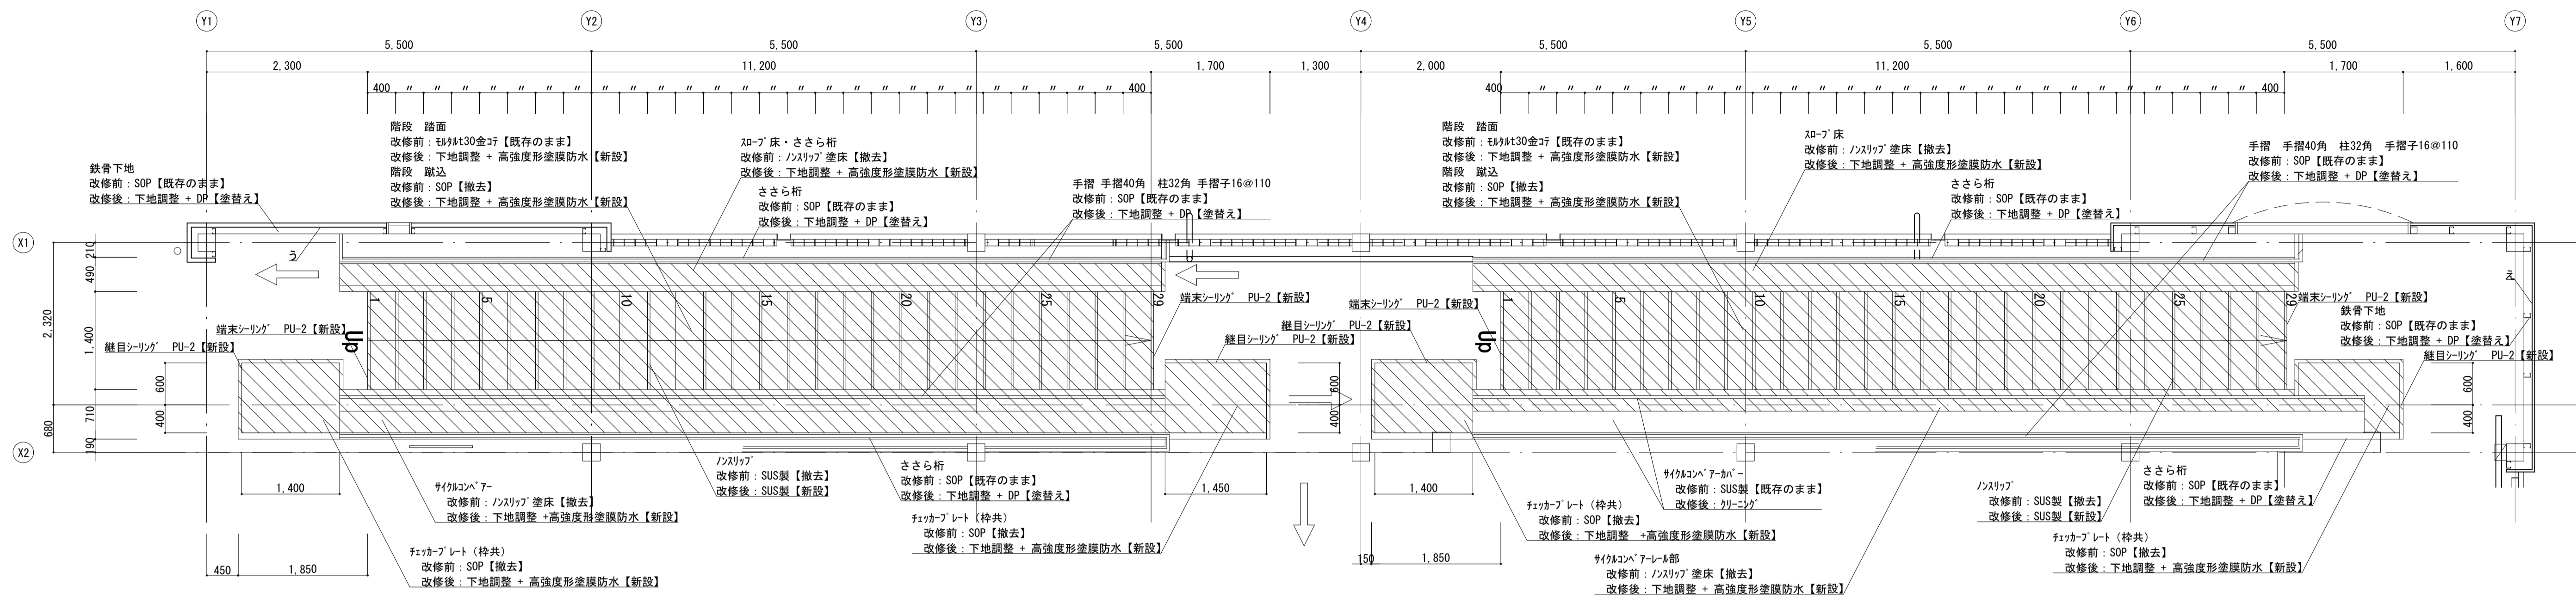 Y1 Y2 Y3 Y4 Y5 Y6 Y7
5,500 5,500 5,500 5,500 5,500 5,500
2,300 11,200 1,700 1,300 2,000 11,200 1,700 1,600
400 〃 〃 〃 〃 〃 〃 〃 〃 〃 〃 〃 〃 〃 〃 〃 〃 〃 〃 〃 〃 〃 〃 〃 〃 〃 〃 400
400 〃 〃 〃 〃 〃 〃 〃 〃 〃 〃 〃 〃 〃 〃 〃 〃 〃 〃 〃 〃 〃 〃 〃 〃 〃 〃 400
鉄骨下地
改修前：SOP【既存のまま】
改修後：下地調整 + DP【塗替え】
階段 踏面
改修前：ﾓﾙﾀﾙt30金ｺﾃ【既存のまま】
改修後：下地調整 + 高強度形塗膜防水【新設】
階段 蹴込
改修前：SOP【撤去】
改修後：下地調整 + 高強度形塗膜防水【新設】
ｽﾛｰﾌﾟ床・ささら桁
改修前：ﾉﾝｽﾘｯﾌﾟ塗床【撤去】
改修後：下地調整 + 高強度形塗膜防水【新設】
ささら桁
改修前：SOP【既存のまま】
改修後：下地調整 + DP【塗替え】
手摺 手摺40角 柱32角 手摺子16@110
改修前：SOP【既存のまま】
改修後：下地調整 + DP【塗替え】
階段 踏面
改修前：ﾓﾙﾀﾙt30金ｺﾃ【既存のまま】
改修後：下地調整 + 高強度形塗膜防水【新設】
階段 蹴込
改修前：SOP【撤去】
改修後：下地調整 + 高強度形塗膜防水【新設】
ｽﾛｰﾌﾟ床
改修前：ﾉﾝｽﾘｯﾌﾟ塗床【撤去】
改修後：下地調整 + 高強度形塗膜防水【新設】
ささら桁
改修前：SOP【既存のまま】
改修後：下地調整 + DP【塗替え】
手摺 手摺40角 柱32角 手摺子16@110
改修前：SOP【既存のまま】
改修後：下地調整 + DP【塗替え】
X1
210
490
2,320
1,400
600
710
400
680
190
X2
う
え
1 5 10 15 20 25 29
1 5 10 15 20 25 29
Up
Up
端末ｼｰﾘﾝｸﾞ PU-2【新設】
継目ｼｰﾘﾝｸﾞ PU-2【新設】
端末ｼｰﾘﾝｸﾞ PU-2【新設】
端末ｼｰﾘﾝｸﾞ PU-2【新設】
継目ｼｰﾘﾝｸﾞ PU-2【新設】
継目ｼｰﾘﾝｸﾞ PU-2【新設】
600
400
端末ｼｰﾘﾝｸﾞ PU-2【新設】
鉄骨下地
改修前：SOP【既存のまま】
改修後：下地調整 + DP【塗替え】
継目ｼｰﾘﾝｸﾞ PU-2【新設】
600
400
1,400
450 1,850
ｻｲｸﾙｺﾝﾍﾞｱｰ
改修前：ﾉﾝｽﾘｯﾌﾟ塗床【撤去】
改修後：下地調整 +高強度形塗膜防水【新設】
ﾁｪｯｶｰﾌﾟﾚｰﾄ（枠共）
改修前：SOP【撤去】
改修後：下地調整 + 高強度形塗膜防水【新設】
ﾉﾝｽﾘｯﾌﾟ
改修前：SUS製【撤去】
改修後：SUS製【新設】
ささら桁
改修前：SOP【既存のまま】
改修後：下地調整 + DP【塗替え】
ﾁｪｯｶｰﾌﾟﾚｰﾄ（枠共）
改修前：SOP【撤去】
改修後：下地調整 + 高強度形塗膜防水【新設】
1,450
1,400
150 1,850
ﾁｪｯｶｰﾌﾟﾚｰﾄ（枠共）
改修前：SOP【撤去】
改修後：下地調整 +高強度形塗膜防水【新設】
ｻｲｸﾙｺﾝﾍﾞｱｰﾚｰﾙ部
改修前：ﾉﾝｽﾘｯﾌﾟ塗床【撤去】
改修後：下地調整 + 高強度形塗膜防水【新設】
ｻｲｸﾙｺﾝﾍﾞｱｰｶﾊﾞｰ
改修前：SUS製【既存のまま】
改修後：ｸﾘｰﾆﾝｸﾞ
ﾉﾝｽﾘｯﾌﾟ
改修前：SUS製【撤去】
改修後：SUS製【新設】
ささら桁
改修前：SOP【既存のまま】
改修後：下地調整 + DP【塗替え】
ﾁｪｯｶｰﾌﾟﾚｰﾄ（枠共）
改修前：SOP【撤去】
改修後：下地調整 + 高強度形塗膜防水【新設】